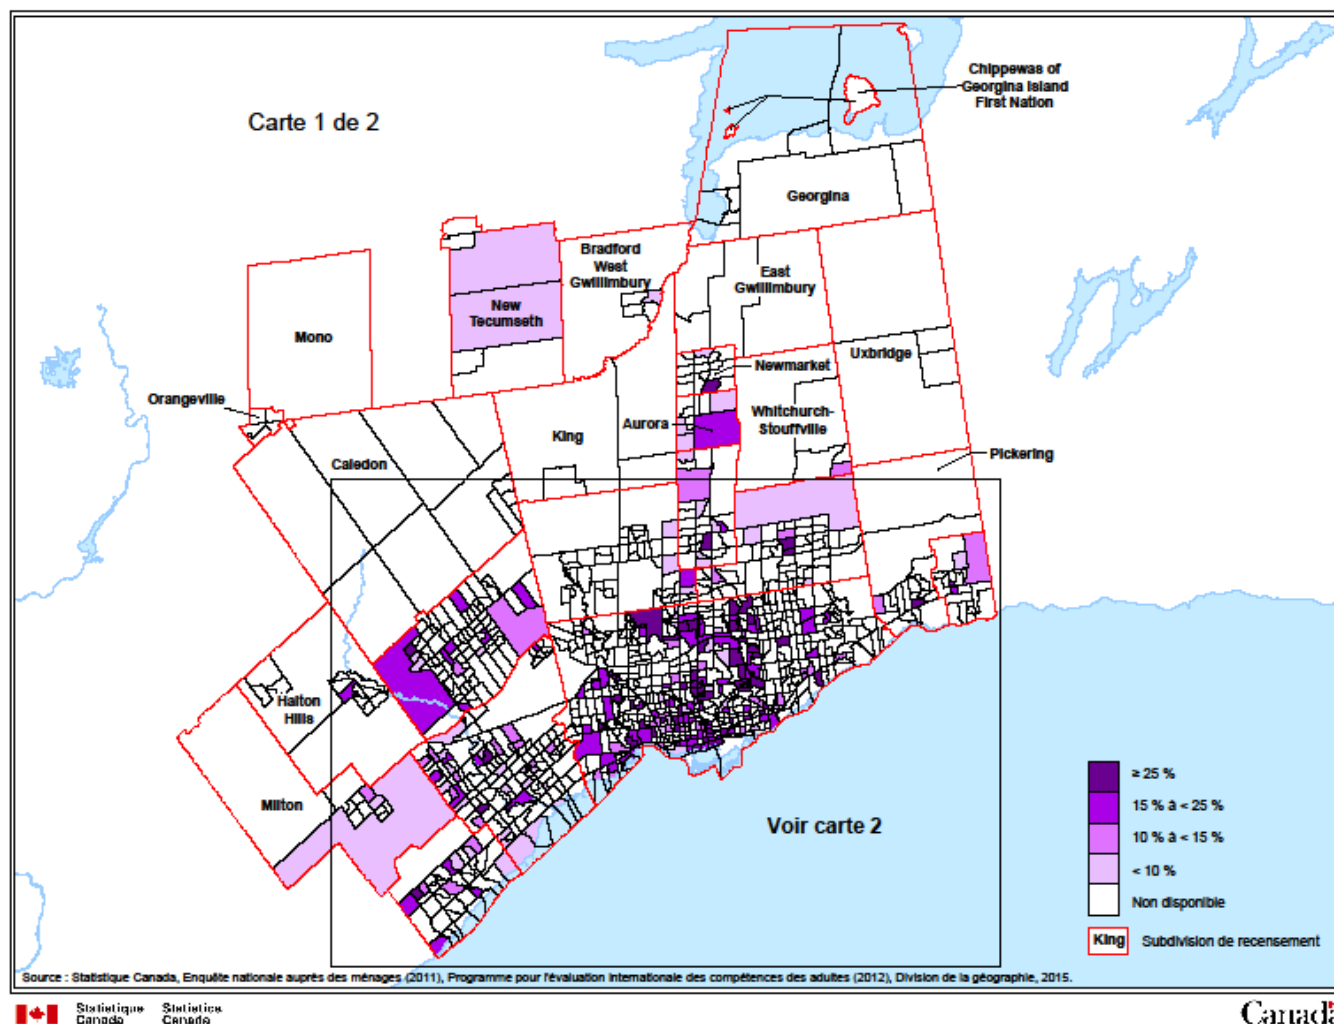 Chippewas of
Georgina Island
First Nation
Carte 1 de 2
Georgina
Bradford
West
Gwillimbury
East
Gwillimbury
New
Tecumseth
Mono
Uxbridge
Newmarket
Orangeville
Whitchurch-
Stouffville
Aurora
King
Pickering
Caledon
Halton
Hills
Milton
Voir carte 2
≥ 25 %
15 % à < 25 %
10 % à < 15 %
< 10 %
Non disponible
King Subdivision de recensement
Source : Statistique Canada, Enquête nationale auprès des ménages (2011), Programme pour l'évaluation internationale des compétences des adultes (2012), Division de la géographie, 2015.
Statistique Statistics
Canada Canada
Canada